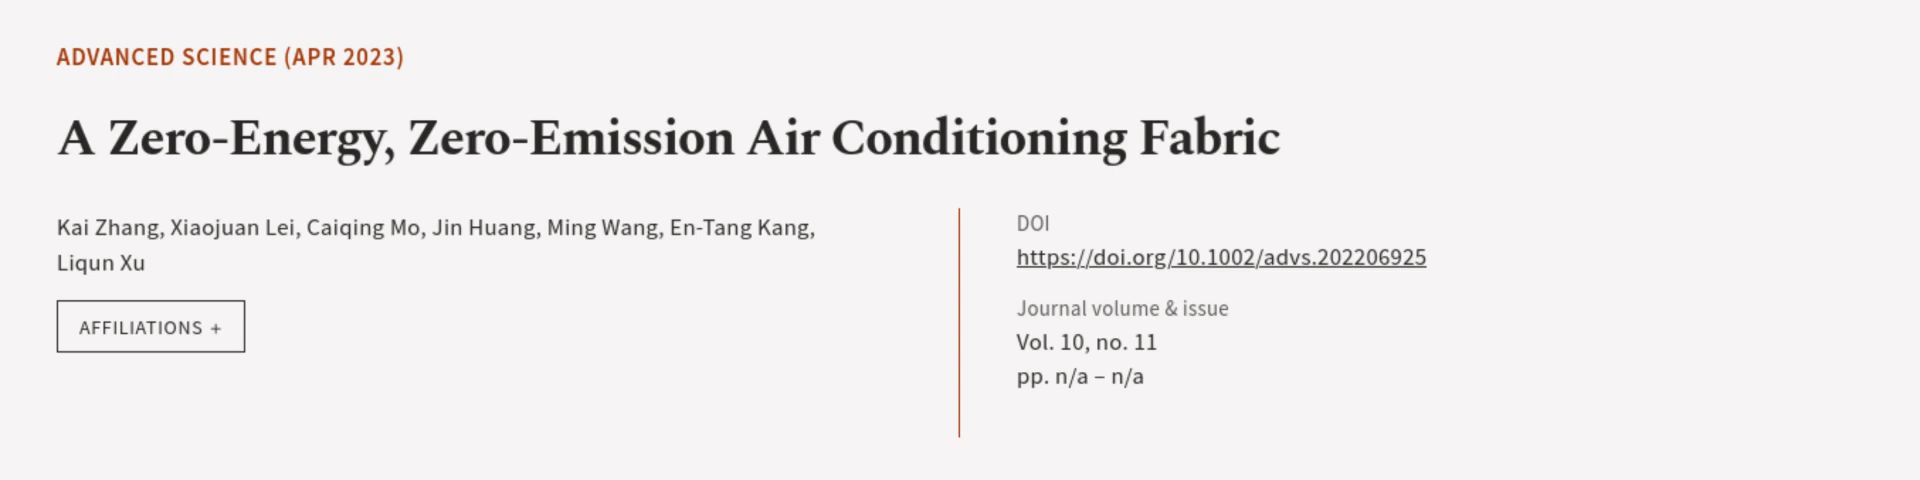 ADVANCED SCIENCE (APR 2023)
A Zero-Energy, Zero-Emission Air Conditioning Fabric
Kai Zhang, Xiaojuan Lei, Caiqing Mo, Jin Huang, Ming Wang, En-Tang Kang,
Liqun Xu
AFFILIATIONS +
DOI
https://doi.org/10.1002/advs.202206925
Journal volume & issue
Vol. 10, no. 11
pp. n/a – n/a